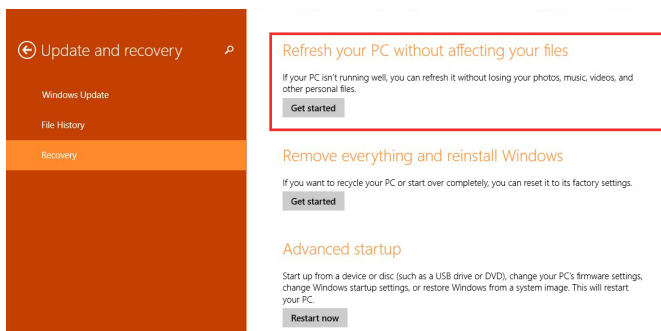 Update and recovery
Windows Update
File History
Recovery
Refresh your PC without affecting your files
If your PC isn't running well, you can refresh it without losing your photos, music, videos, and
other personal files.
Get started
Remove everything and reinstall Windows
If you want to recycle your PC or start over completely, you can reset it to its factory settings.
Get started
Advanced startup
Start up from a device or disc (such as a USB drive or DVD), change your PC's firmware settings,
change Windows startup settings, or restore Windows from a system image. This will restart
your PC.
Restart now